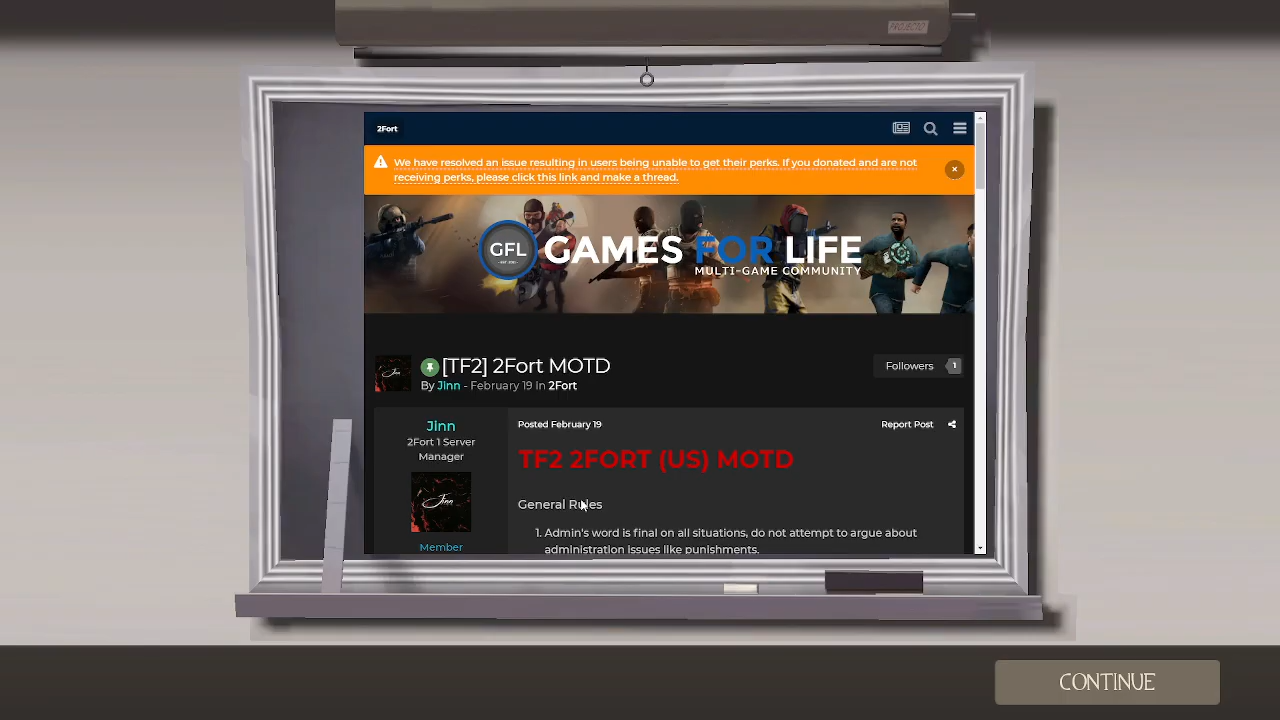 PROJECTO
2Fort
We have resolved an issue resulting in users being unable to get their perks. If you donated and are not
receiving perks, please click this link and make a thread.
GFL
GAMES FOR LIFE
MULTI-GAME COMMUNITY
[TF2] 2Fort MOTD
By Jinn - February 19 In 2Fort
Followers 1
Jinn
2Fort 1 Server
Manager
Jinn
Member
Posted February 19
Report Post
TF2 2FORT (US) MOTD
General Rules
1. Admin's word is final on all situations, do not attempt to argue about
administration issues like punishments.
CONTINUE